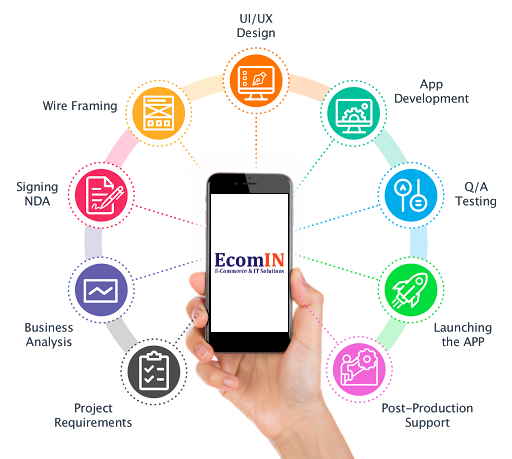 UI/UX
Design
Wire Framing
App
Development
Signing
NDA
Q/A
Testing
EcomIN
E-Commerce & IT Solutions
Business
Analysis
Launching
the APP
Project
Requirements
Post-Production
Support